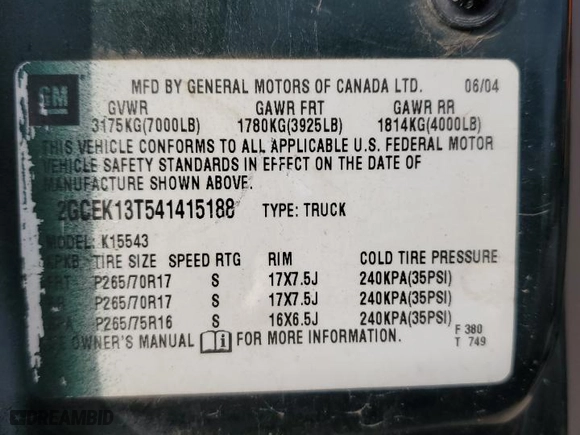 GM
MFD BY GENERAL MOTORS OF CANADA LTD. 06/04
GVWR GAWR FRT GAWR RR
3175KG(7000LB) 1780KG(3925LB) 1814KG(4000LB)
THIS VEHICLE CONFORMS TO ALL APPLICABLE U.S. FEDERAL MOTOR
VEHICLE SAFETY STANDARDS IN EFFECT ON THE DATE OF
MANUFACTURE SHOWN ABOVE.
2GCEK13T541415188 TYPE: TRUCK
MODEL: K15543
PKB TIRE SIZE SPEED RTG RIM COLD TIRE PRESSURE
RT P265/70R17 S 17X7.5J 240KPA(35PSI)
P265/70R17 S 17X7.5J 240KPA(35PSI)
PA P265/75R16 S 16X6.5J 240KPA(35PSI)
SEE OWNER'S MANUAL i FOR MORE INFORMATION. F 380
T 749
DREAMBID